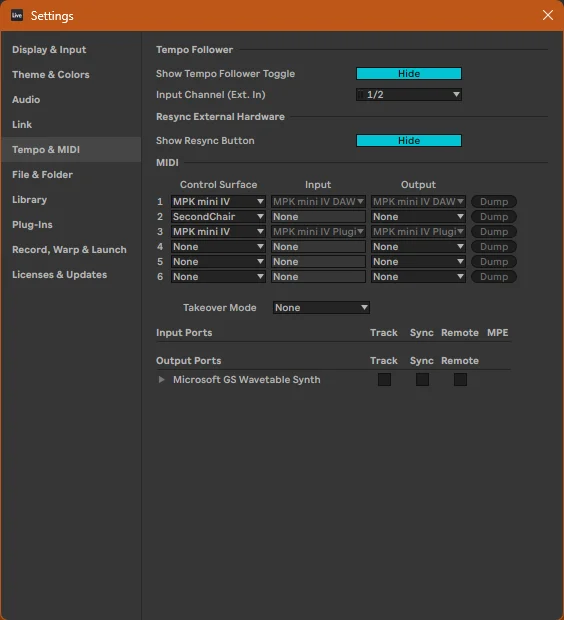 Live Settings
Display & Input
Theme & Colors
Audio
Link
Tempo & MIDI
File & Folder
Library
Plug-Ins
Record, Warp & Launch
Licenses & Updates
Tempo Follower
Show Tempo Follower Toggle Hide
Input Channel (Ext. In) 1/2
Resync External Hardware
Show Resync Button Hide
MIDI
Control Surface Input Output
1 MPK mini IV MPK mini IV DAW MPK mini IV DAW Dump
2 SecondChair None None Dump
3 MPK mini IV MPK mini IV Plugi MPK mini IV Plugi Dump
4 None None None Dump
5 None None None Dump
6 None None None Dump
Takeover Mode None
Input Ports Track Sync Remote MPE
Output Ports Track Sync Remote
Microsoft GS Wavetable Synth